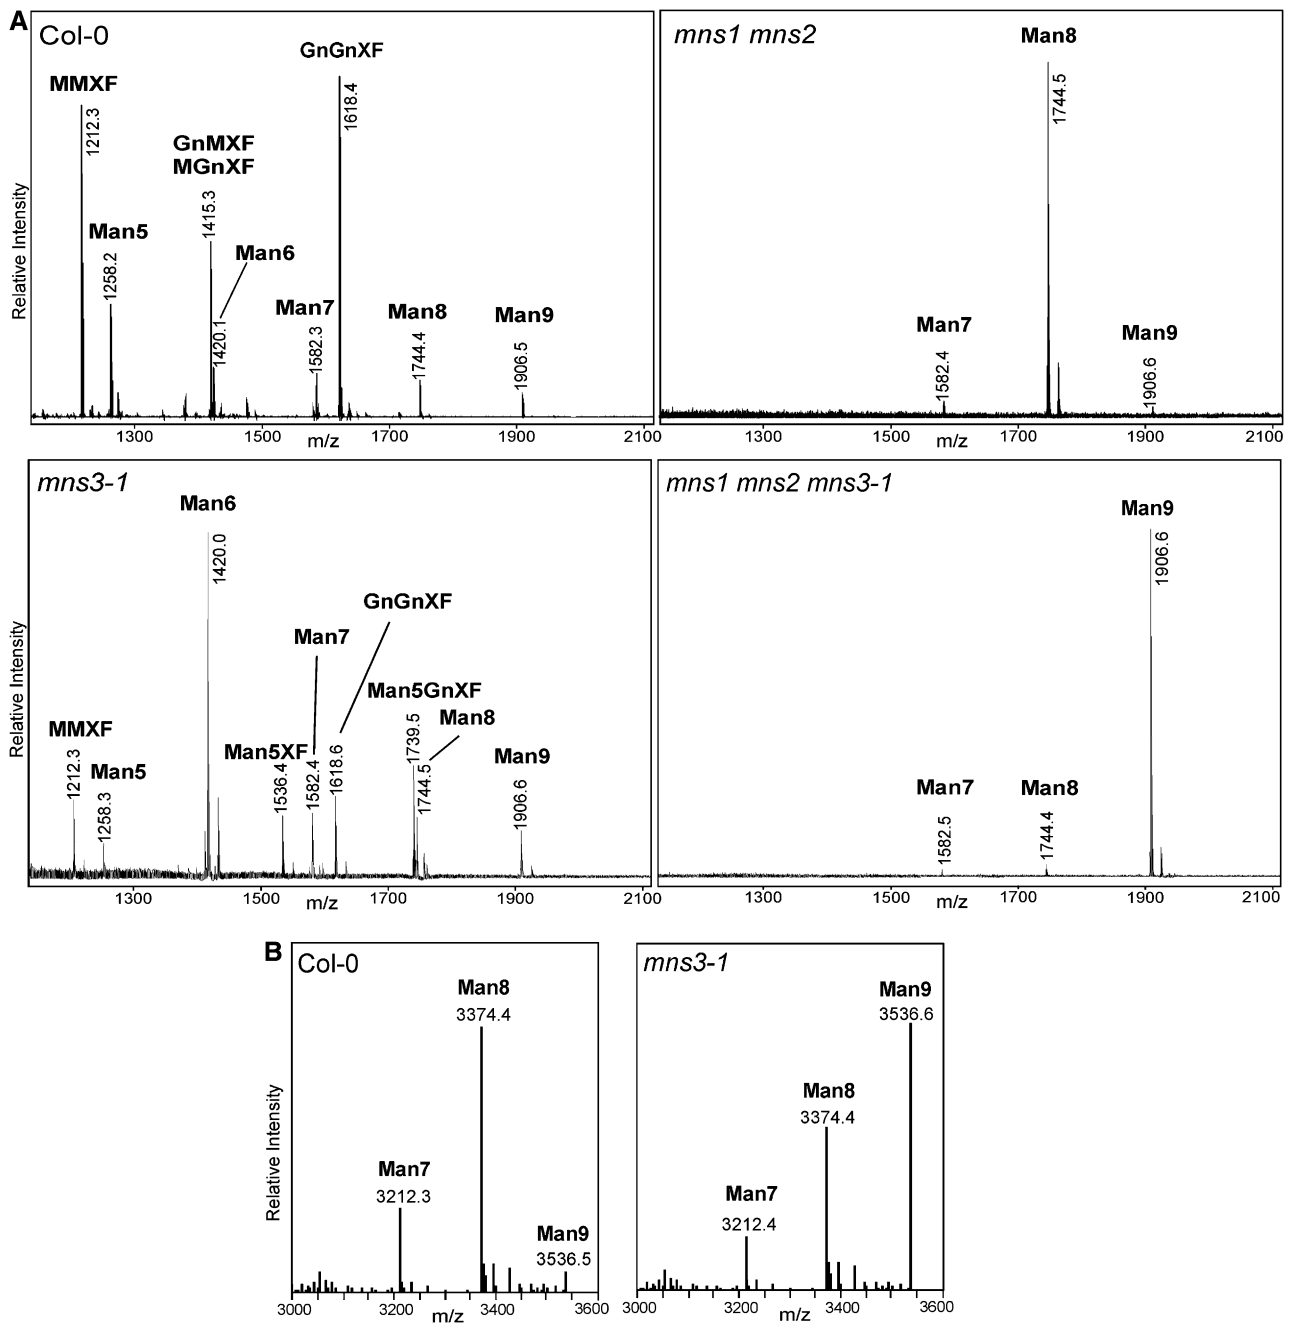 A
Col-0
MMXF
1212.3
Man5
1258.2
GnMXF
MGnXF
1415.3
Man6
1420.1
Man7
1582.3
GnGnXF
1618.4
Man8
1744.4
Man9
1906.5
Relative Intensity
1300 1500 1700 1900 2100
m/z
mns1 mns2
Man8
1744.5
Man7
1582.4
Man9
1906.6
1300 1500 1700 1900 2100
m/z
mns3-1
Man6
1420.0
GnGnXF
Man7
Man5GnXF
Man8
MMXF
1212.3
Man5
1258.3
Man5XF
1536.4
1582.4
1618.6
1739.5
1744.5
Man9
1906.6
Relative Intensity
1300 1500 1700 1900 2100
m/z
mns1 mns2 mns3-1
Man9
1906.6
Man7
1582.5
Man8
1744.4
1300 1500 1700 1900 2100
m/z
B
Col-0
Man8
3374.4
Man7
3212.3
Man9
3536.5
Relative Intensity
3000 3200 3400 3600
m/z
mns3-1
Man9
3536.6
Man8
3374.4
Man7
3212.4
3000 3200 3400 3600
m/z